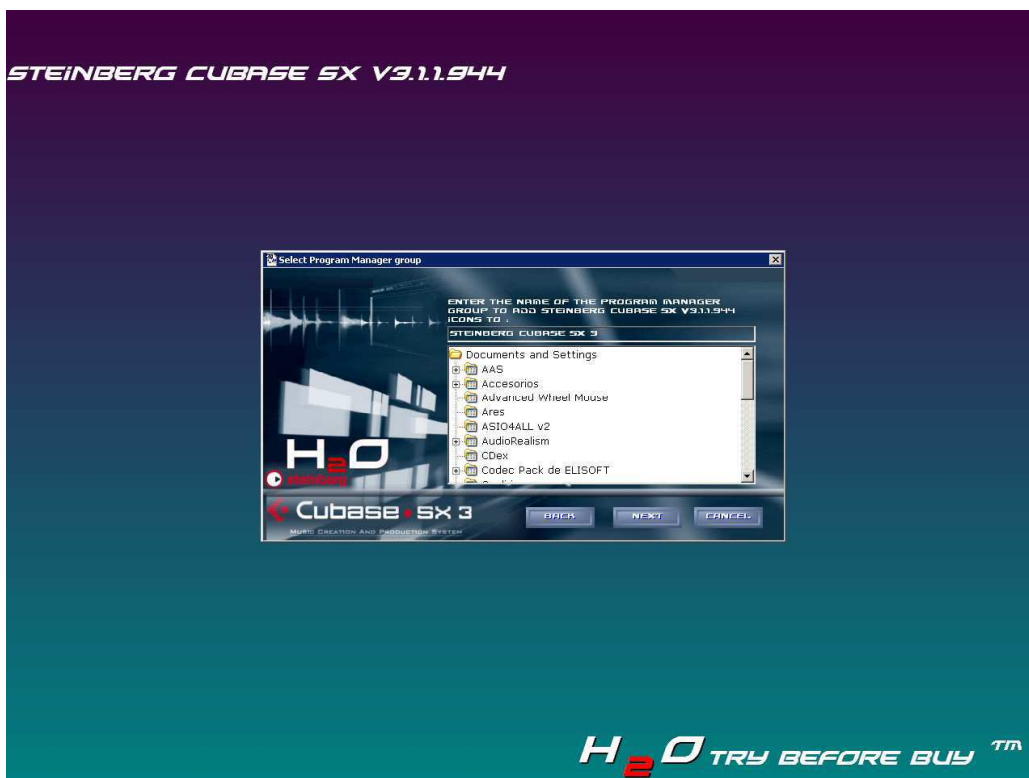 STEiNBERG CUBASE SX V3.1.1.944
Select Program Manager group
ENTER THE NAME OF THE PROGRAM MANAGER
GROUP TO ADD STEINBERG CUBASE SX V3.1.1.944
iCONS TO :
STEINBERG CUBASE SX 3
Documents and Settings
AAS
Accesorios
Advanced Wheel Mouse
Ares
ASIO4ALL v2
AudioRealism
CDex
Codec Pack de ELISOFT
H2O
steinberg
Cubase SX 3
MUSIC CREATION AND PRODUCTION SYSTEM
BACK NEXT CANCEL
H2O TRY BEFORE BUY TM